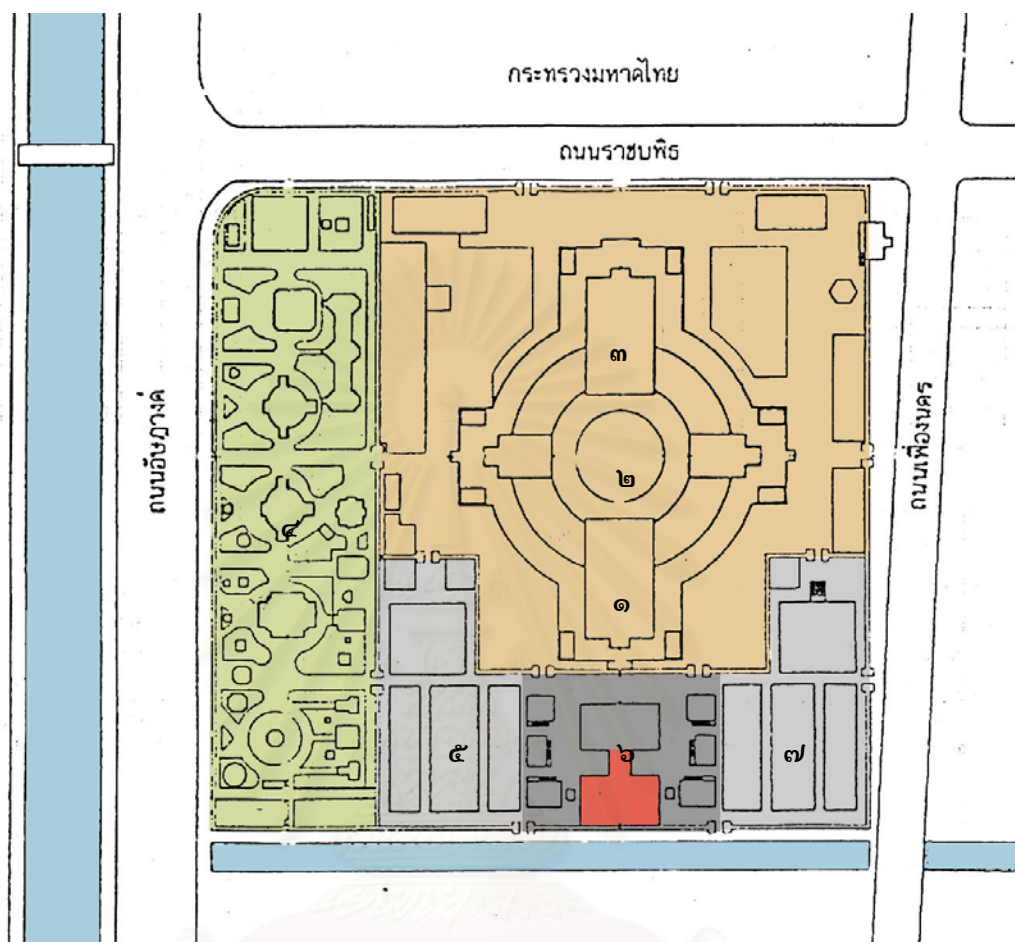 กระทรวงมหาดไทย
ถนนราชบพิธ
ถนนอัษฎางค์
ถนนเฟื่องนคร
๓
๒
๔
๑
๕
๖
๗